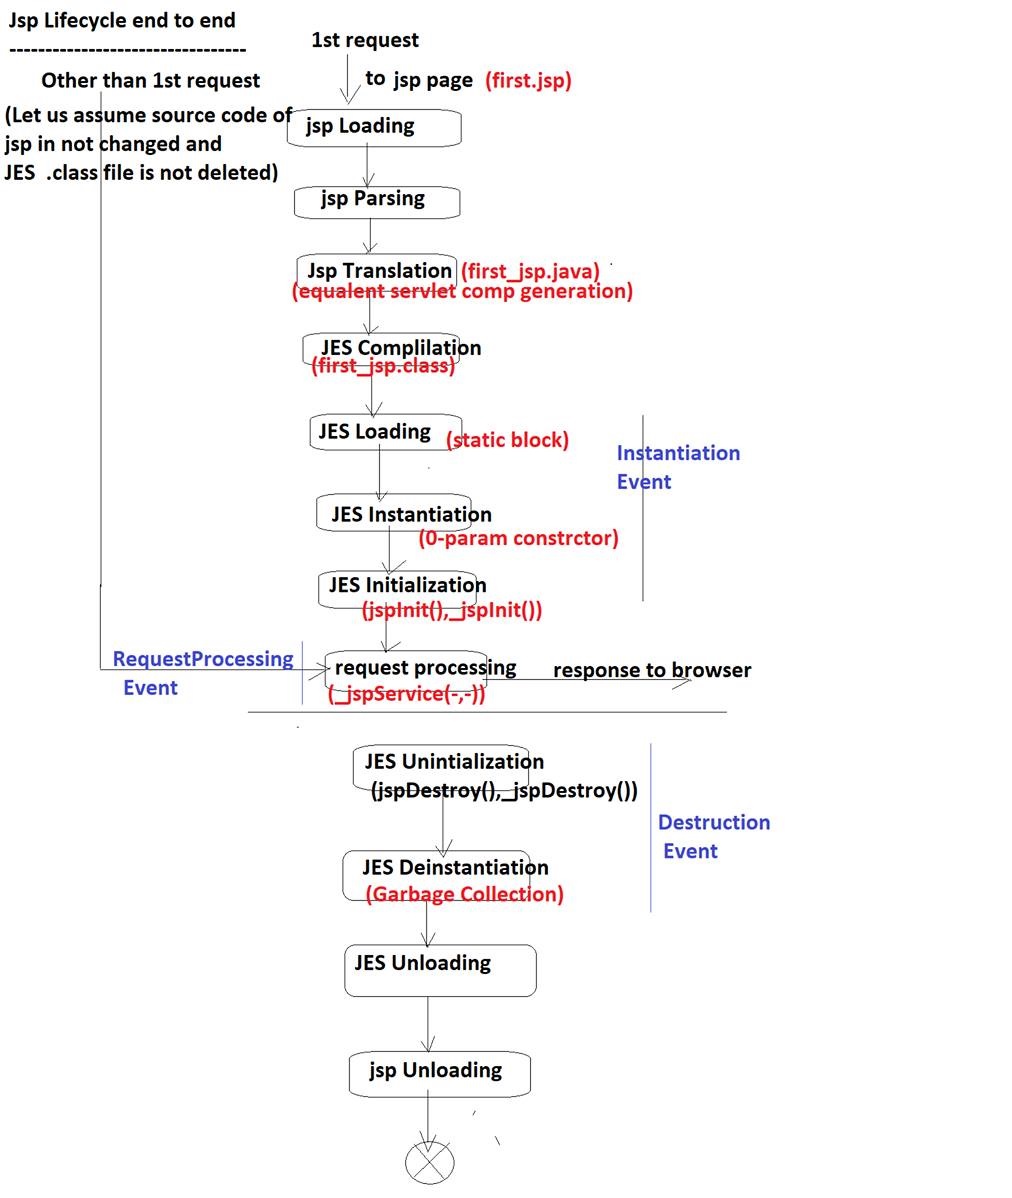 Jsp Lifecycle end to end
---------------------------------
1st request
Other than 1st request
to jsp page (first.jsp)
(Let us assume source code of
jsp in not changed and
JES .class file is not deleted)
jsp Loading
jsp Parsing
Jsp Translation (first_jsp.java)
(equalent servlet comp generation)
JES Complilation
(first_jsp.class)
JES Loading (static block)
Instantiation
Event
JES Instantiation
(0-param constrctor)
JES Initialization
(jspInit(),_jspInit())
RequestProcessing
Event
request processing
(_jspService(-,-))
response to browser
JES Unintialization
(jspDestroy(),_jspDestroy())
Destruction
Event
JES Deinstantiation
(Garbage Collection)
JES Unloading
jsp Unloading